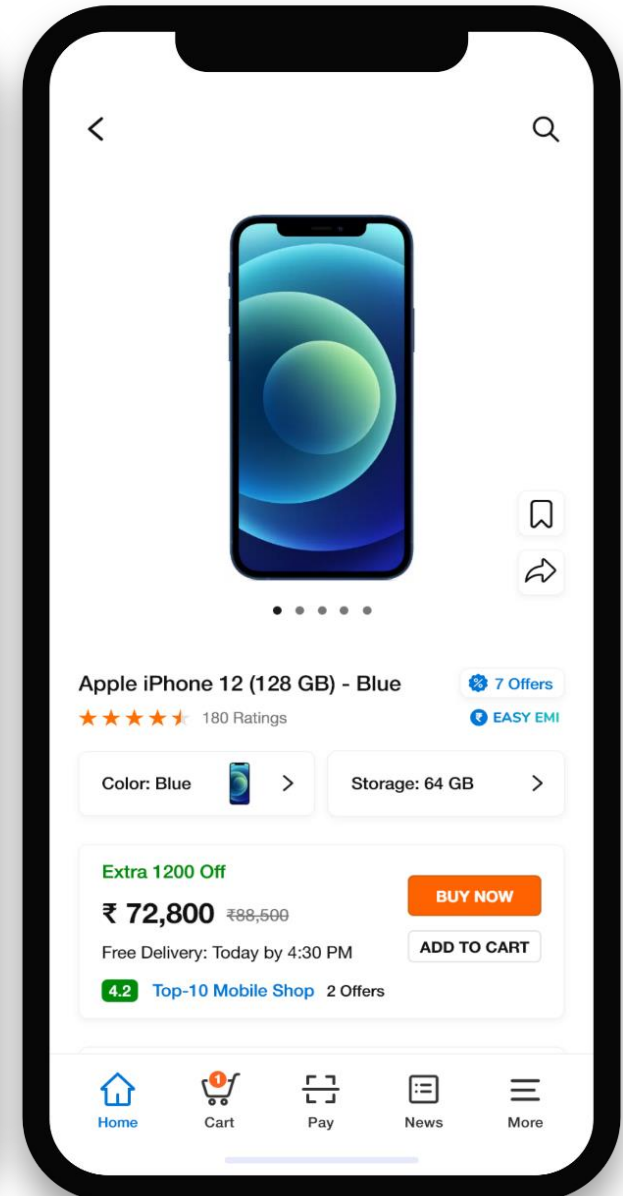 Apple iPhone 12 (128 GB) - Blue
7 Offers
180 Ratings
EASY EMI
Color: Blue
Storage: 64 GB
Extra 1200 Off
₹ 72,800 ₹88,500
BUY NOW
Free Delivery: Today by 4:30 PM
ADD TO CART
4.2 Top-10 Mobile Shop 2 Offers
1
Home Cart Pay News More